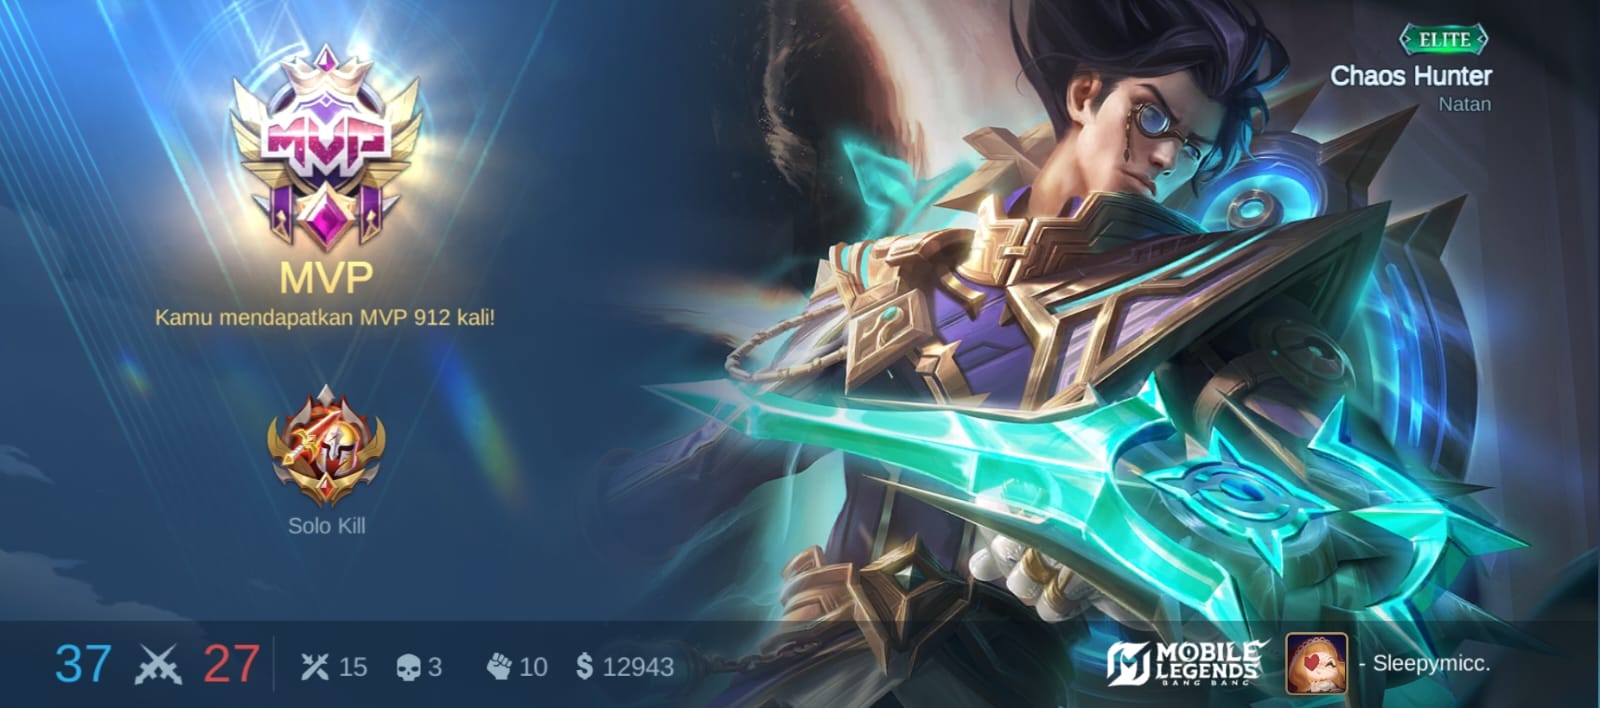 MVP
MVP
Kamu mendapatkan MVP 912 kali!
Solo Kill
ELITE
Chaos Hunter
Natan
37 27 15 3 10 $ 12943
MOBILE
LEGENDS
BANG BANG
- Sleepymicc.